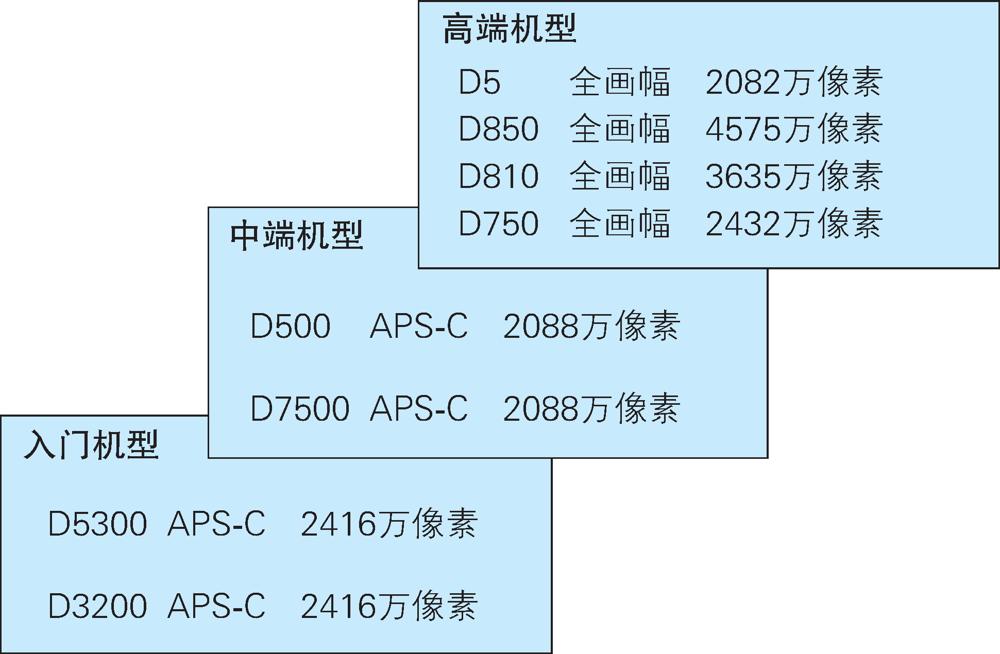 高端机型
D5 全画幅 2082万像素
D850 全画幅 4575万像素
D810 全画幅 3635万像素
D750 全画幅 2432万像素
中端机型
D500 APS-C 2088万像素
D7500 APS-C 2088万像素
入门机型
D5300 APS-C 2416万像素
D3200 APS-C 2416万像素